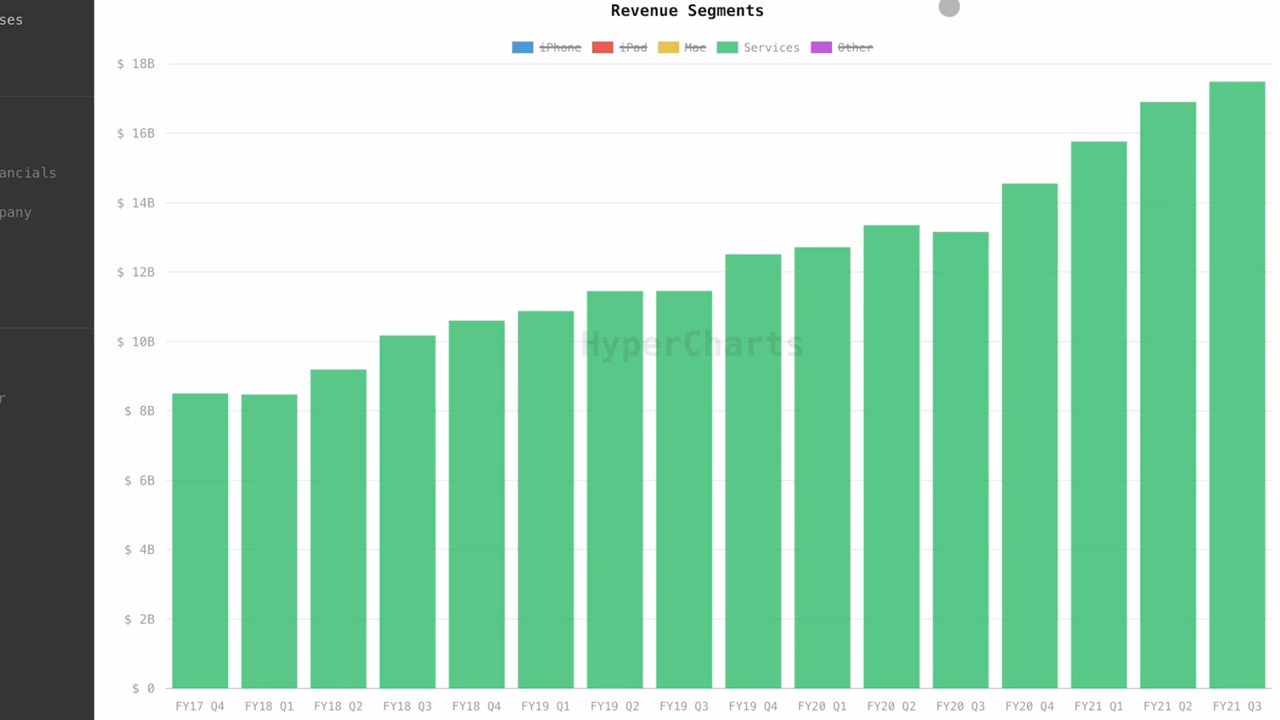 ses
ancials
pany
r
Revenue Segments
iPhone iPad Mac Services Other
$ 18B
$ 16B
$ 14B
$ 12B
$ 10B
$ 8B
$ 6B
$ 4B
$ 2B
$ 0
HyperCharts
FY17 Q4 FY18 Q1 FY18 Q2 FY18 Q3 FY18 Q4 FY19 Q1 FY19 Q2 FY19 Q3 FY19 Q4 FY20 Q1 FY20 Q2 FY20 Q3 FY20 Q4 FY21 Q1 FY21 Q2 FY21 Q3